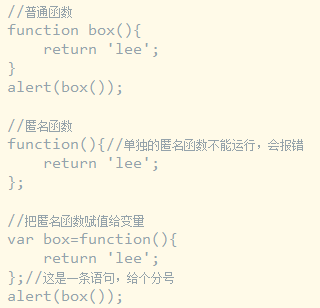 //普通函数
function box(){
    return 'lee';
}
alert(box());

//匿名函数
function(){//单独的匿名函数不能运行，会报错
    return 'lee';
};

//把匿名函数赋值给变量
var box=function(){
    return 'lee';
};//这是一条语句，给个分号
alert(box());